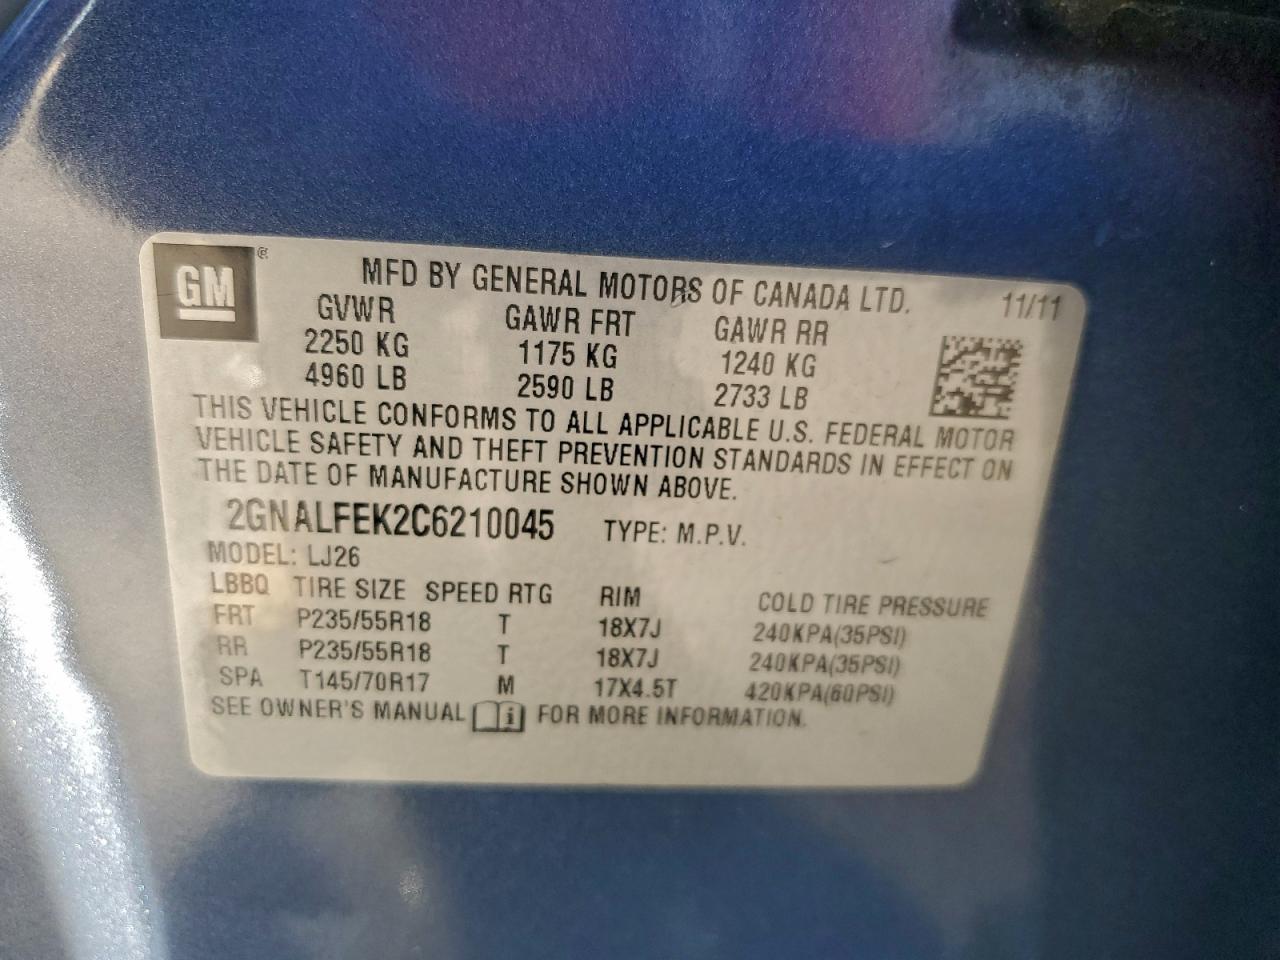 GM ®
MFD BY GENERAL MOTORS OF CANADA LTD. 11/11
GVWR GAWR FRT GAWR RR
2250 KG 1175 KG 1240 KG
4960 LB 2590 LB 2733 LB
THIS VEHICLE CONFORMS TO ALL APPLICABLE U.S. FEDERAL MOTOR
VEHICLE SAFETY AND THEFT PREVENTION STANDARDS IN EFFECT ON
THE DATE OF MANUFACTURE SHOWN ABOVE.
2GNALFEK2C6210045 TYPE: M.P.V.
MODEL: LJ26
LBBQ TIRE SIZE SPEED RTG RIM COLD TIRE PRESSURE
FRT P235/55R18 T 18X7J 240KPA(35PSI)
RR P235/55R18 T 18X7J 240KPA(35PSI)
SPA T145/70R17 M 17X4.5T 420KPA(60PSI)
SEE OWNER'S MANUAL i FOR MORE INFORMATION.